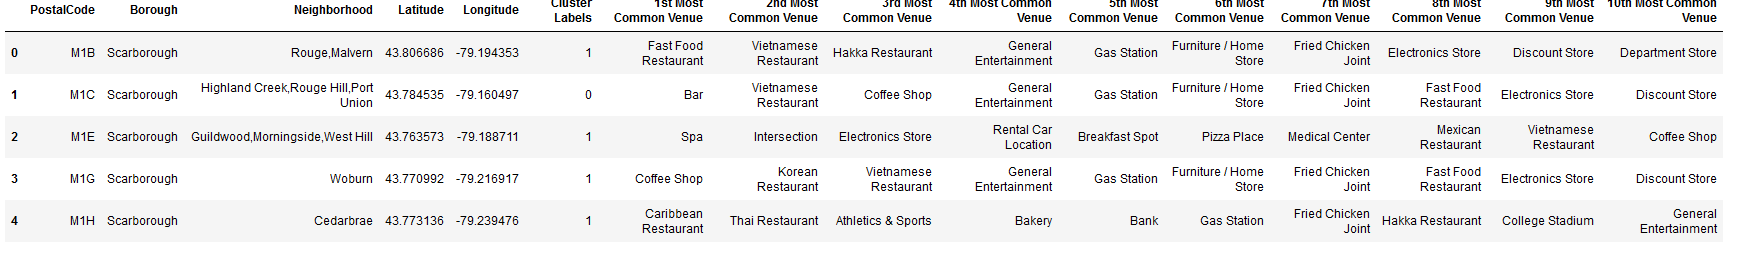 PostalCode Borough Neighborhood Latitude Longitude Cluster Labels 1st Most Common Venue 2nd Most Common Venue 3rd Most Common Venue 4th Most Common Venue 5th Most Common Venue 6th Most Common Venue 7th Most Common Venue 8th Most Common Venue 9th Most Common Venue 10th Most Common Venue
0 M1B Scarborough Rouge,Malvern 43.806686 -79.194353 1 Fast Food Restaurant Vietnamese Restaurant Hakka Restaurant General Entertainment Gas Station Furniture / Home Store Fried Chicken Joint Electronics Store Discount Store Department Store
1 M1C Scarborough Highland Creek,Rouge Hill,Port Union 43.784535 -79.160497 0 Bar Vietnamese Restaurant Coffee Shop General Entertainment Gas Station Furniture / Home Store Fried Chicken Joint Fast Food Restaurant Electronics Store Discount Store
2 M1E Scarborough Guildwood,Morningside,West Hill 43.763573 -79.188711 1 Spa Intersection Electronics Store Rental Car Location Breakfast Spot Pizza Place Medical Center Mexican Restaurant Vietnamese Restaurant Coffee Shop
3 M1G Scarborough Woburn 43.770992 -79.216917 1 Coffee Shop Korean Restaurant Vietnamese Restaurant General Entertainment Gas Station Furniture / Home Store Fried Chicken Joint Fast Food Restaurant Electronics Store Discount Store
4 M1H Scarborough Cedarbrae 43.773136 -79.239476 1 Caribbean Restaurant Thai Restaurant Athletics & Sports Bakery Bank Gas Station Fried Chicken Joint Hakka Restaurant College Stadium General Entertainment